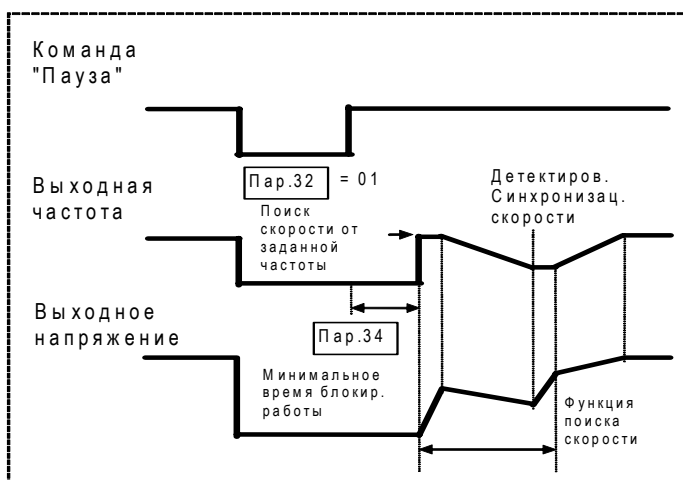 Команда
"Пауза"
Пар.32 = 01
Выходная
частота
Поиск
скорости от
заданной
частоты
Детектиров.
Синхронизац.
скорости
Выходное
напряжение
Пар.34
Минимальное
время блокир.
работы
Функция
поиска
скорости